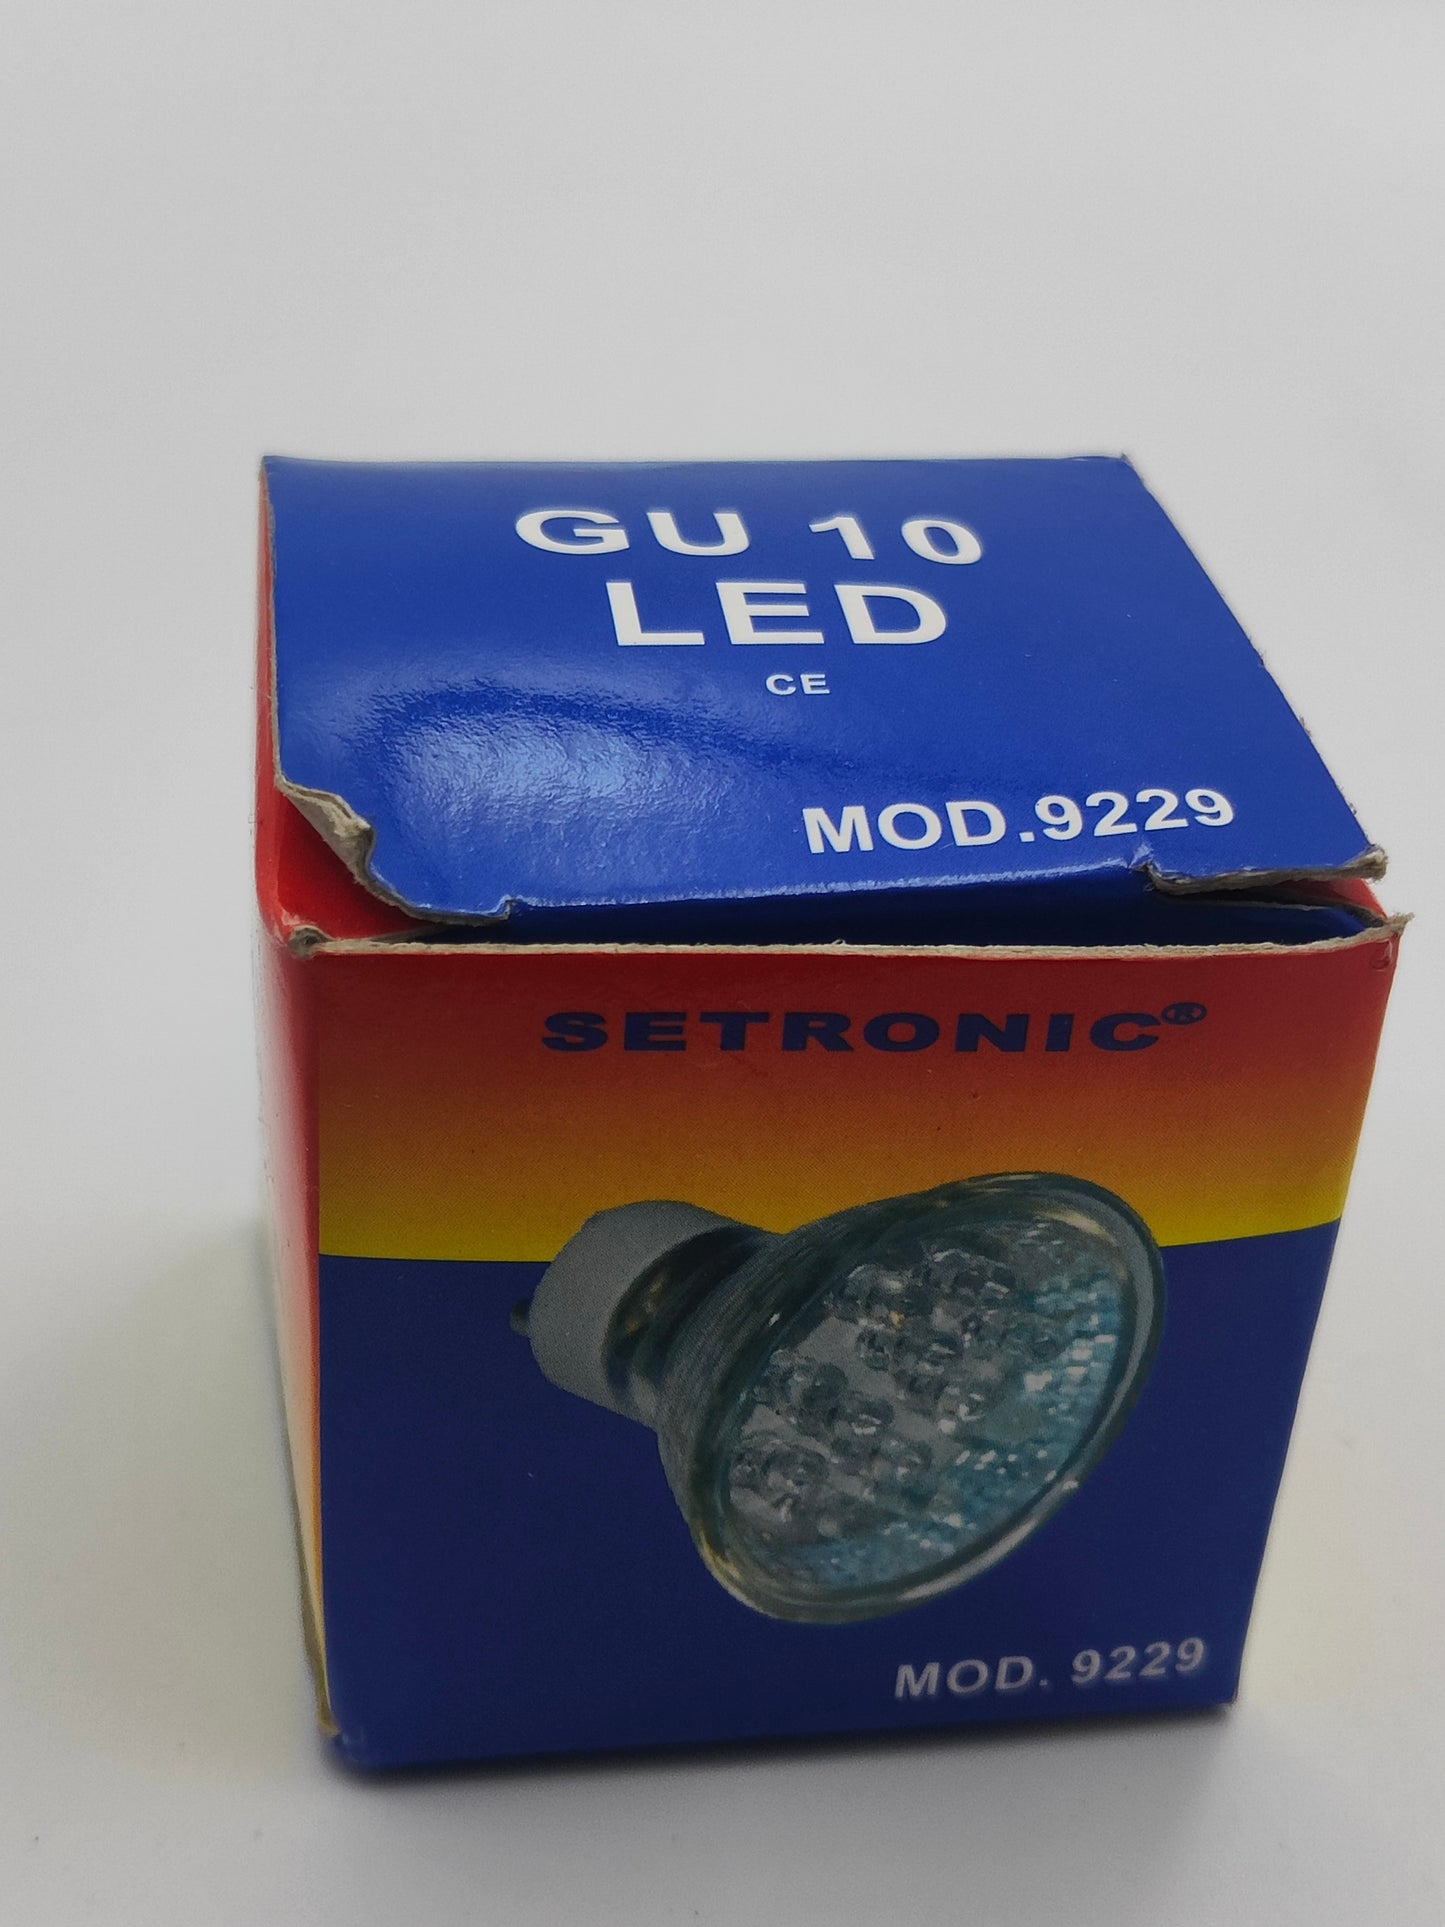 GU 10
LED
CE
MOD.9229
SETRONIC®
MOD. 9229